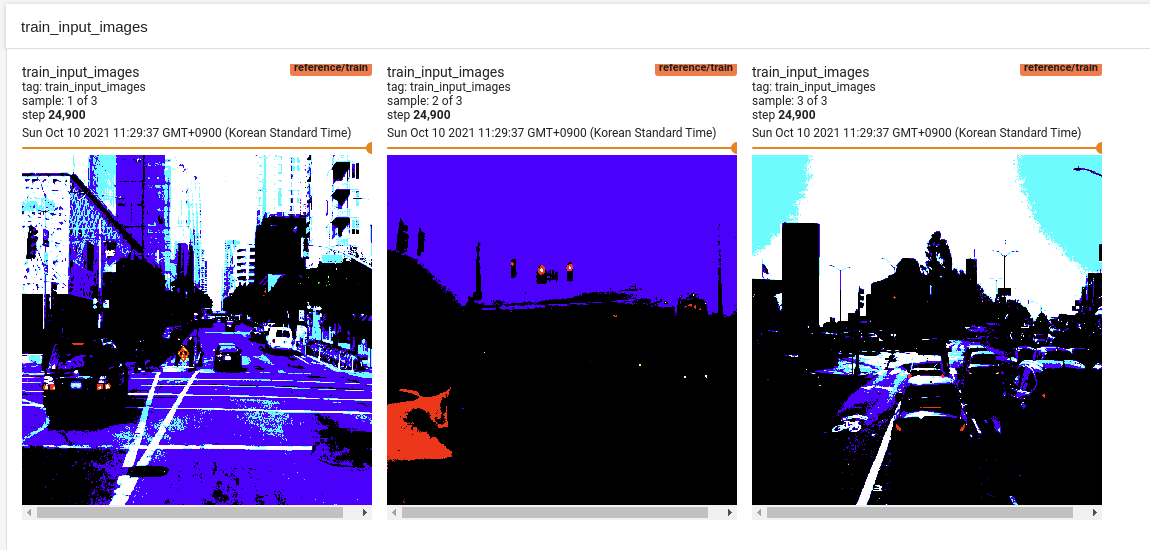 train_input_images
train_input_images
reference/train
tag: train_input_images
sample: 1 of 3
step 24,900
Sun Oct 10 2021 11:29:37 GMT+0900 (Korean Standard Time)
train_input_images
reference/train
tag: train_input_images
sample: 2 of 3
step 24,900
Sun Oct 10 2021 11:29:37 GMT+0900 (Korean Standard Time)
train_input_images
reference/train
tag: train_input_images
sample: 3 of 3
step 24,900
Sun Oct 10 2021 11:29:37 GMT+0900 (Korean Standard Time)